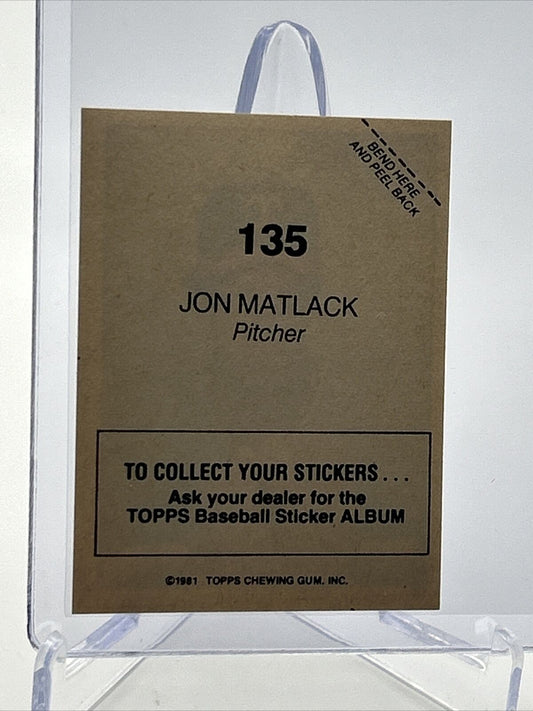 BEND HERE
AND PEEL BACK
135
JON MATLACK
Pitcher
TO COLLECT YOUR STICKERS...
Ask your dealer for the
TOPPS Baseball Sticker ALBUM
©1981 TOPPS CHEWING GUM, INC.